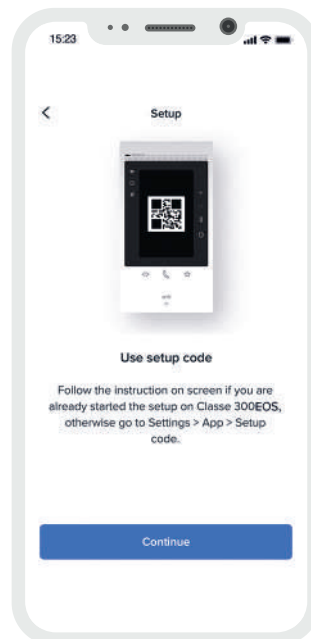 15:23
Setup
Use setup code
Follow the instruction on screen if you are
already started the setup on Classe 300EOS,
otherwise go to Settings > App > Setup
code.
Continue